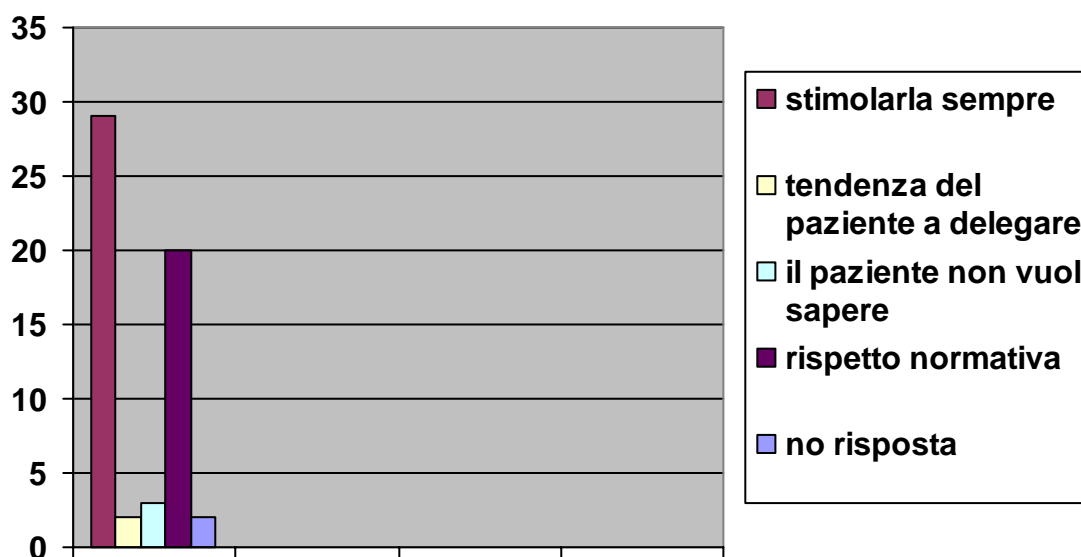 35
30
25
20
15
10
5
0
stimolarla sempre
tendenza del
paziente a delegare
il paziente non vuol
sapere
rispetto normativa
no risposta